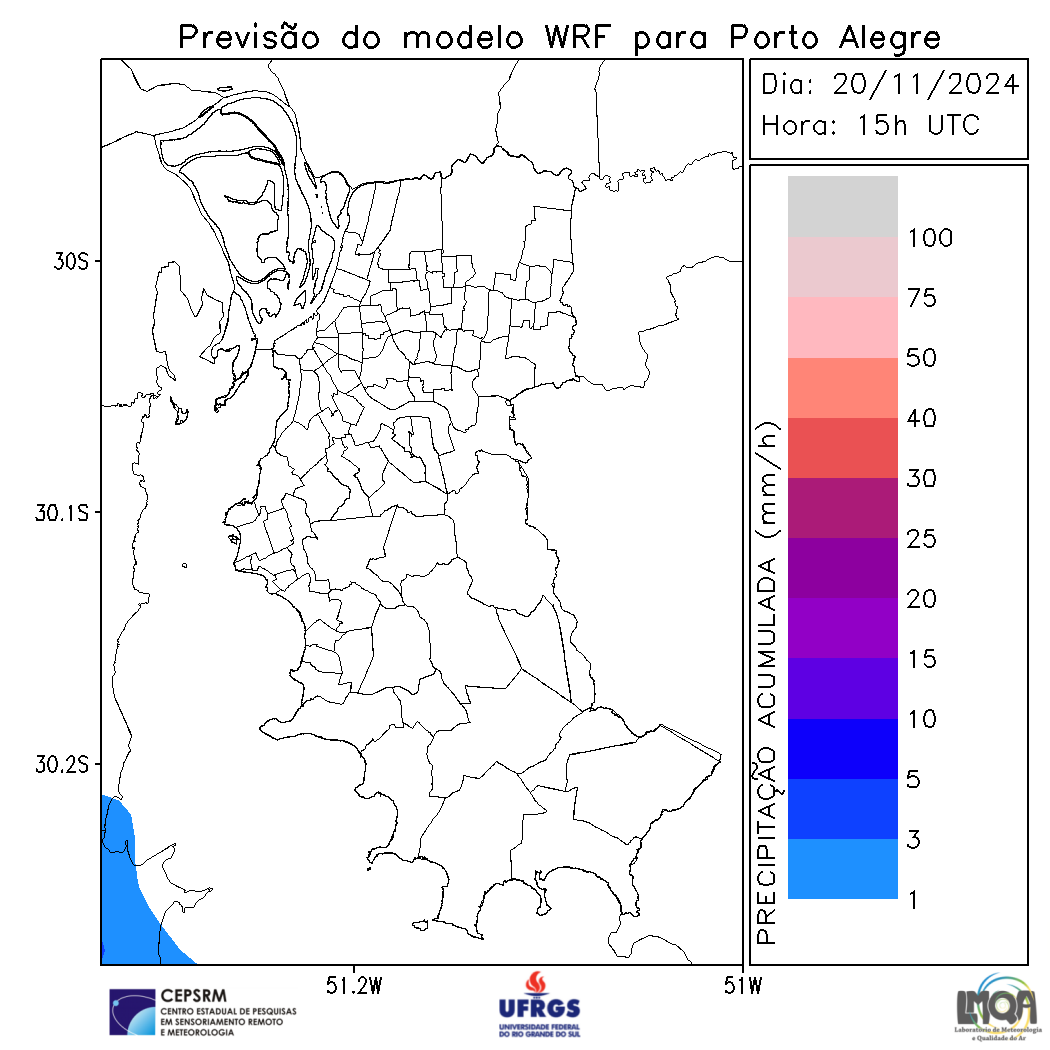 Previsão do modelo WRF para Porto Alegre
Dia: 20/11/2024
Hora: 15h UTC
30S
30.1S
30.2S
51.2W
51W
PRECIPITAÇÃO ACUMULADA (mm/h)
100
75
50
40
30
25
20
15
10
5
3
1
CEPSRM
CENTRO ESTADUAL DE PESQUISAS
EM SENSORIAMENTO REMOTO
E METEOROLOGIA
UFRGS
UNIVERSIDADE FEDERAL
DO RIO GRANDE DO SUL
LMQA
Laboratório de Meteorologia
e Qualidade do Ar